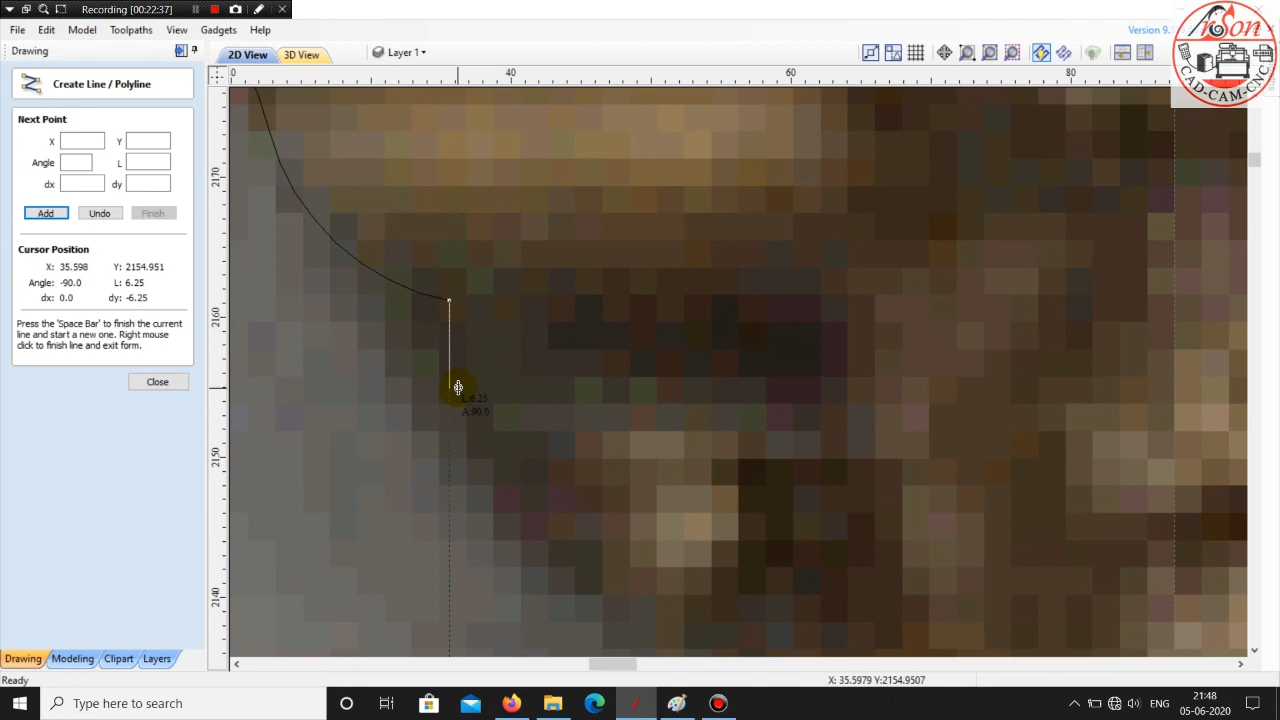 Recording [00:22:37]
File Edit Model Toolpaths View Gadgets Help
Version 9.
Drawing
2D View 3D View Layer 1
Create Line / Polyline
Next Point
X Y
Angle L
dx dy
Add Undo Finish
Cursor Position
X: 35.598 Y: 2154.951
Angle: -90.0 L: 6.25
dx: 0.0 dy: -6.25
Press the 'Space Bar' to finish the current
line and start a new one. Right mouse
click to finish line and exit form.
Close
0 40 60 80
2170
2160
2150
2140
L:6.25
A:90.0
CAD-CAM-CNC
Drawing Modeling Clipart Layers
Ready
X: 35.5979 Y:2154.9507
Type here to search
ENG
21:48
05-06-2020